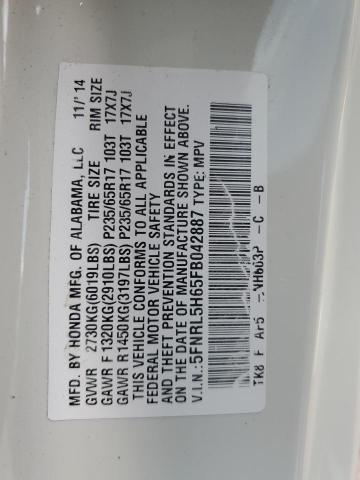 MFD. BY HONDA MFG. OF ALABAMA, LLC 11/'14
GVWR 2730KG(6019LBS) TIRE SIZE RIM SIZE
GAWR F 1320KG(2910LBS) P235/65R17 103T 17X7J
GAWR R1450KG(3197LBS) P235/65R17 103T 17X7J
THIS VEHICLE CONFORMS TO ALL APPLICABLE
FEDERAL MOTOR VEHICLE SAFETY
AND THEFT PREVENTION STANDARDS IN EFFECT
ON THE DATE OF MANUFACTURE SHOWN ABOVE.
V.I.N.:5FNRL5H65FB042887 TYPE: MPV
TK8 F -C -B